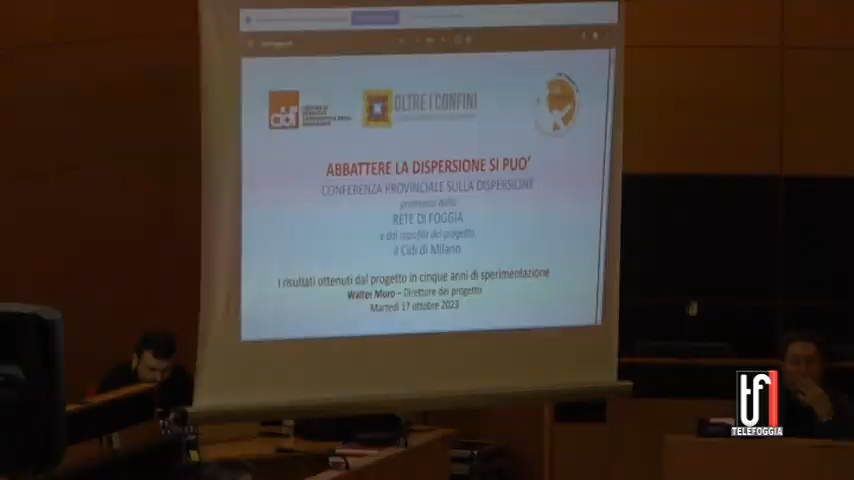 cidi
OLTRE I CONFINI
ABBATTERE LA DISPERSIONE SI PUO'
CONFERENZA PROVINCIALE SULLA DISPERSIONE
promossa dalla
RETE DI FOGGIA
e dal capofila del progetto
il Cidi di Milano
I risultati ottenuti dal progetto in cinque anni di sperimentazione
Walter Moro – Direttore del progetto
Martedì 17 ottobre 2023
tf
TELEFOGGIA